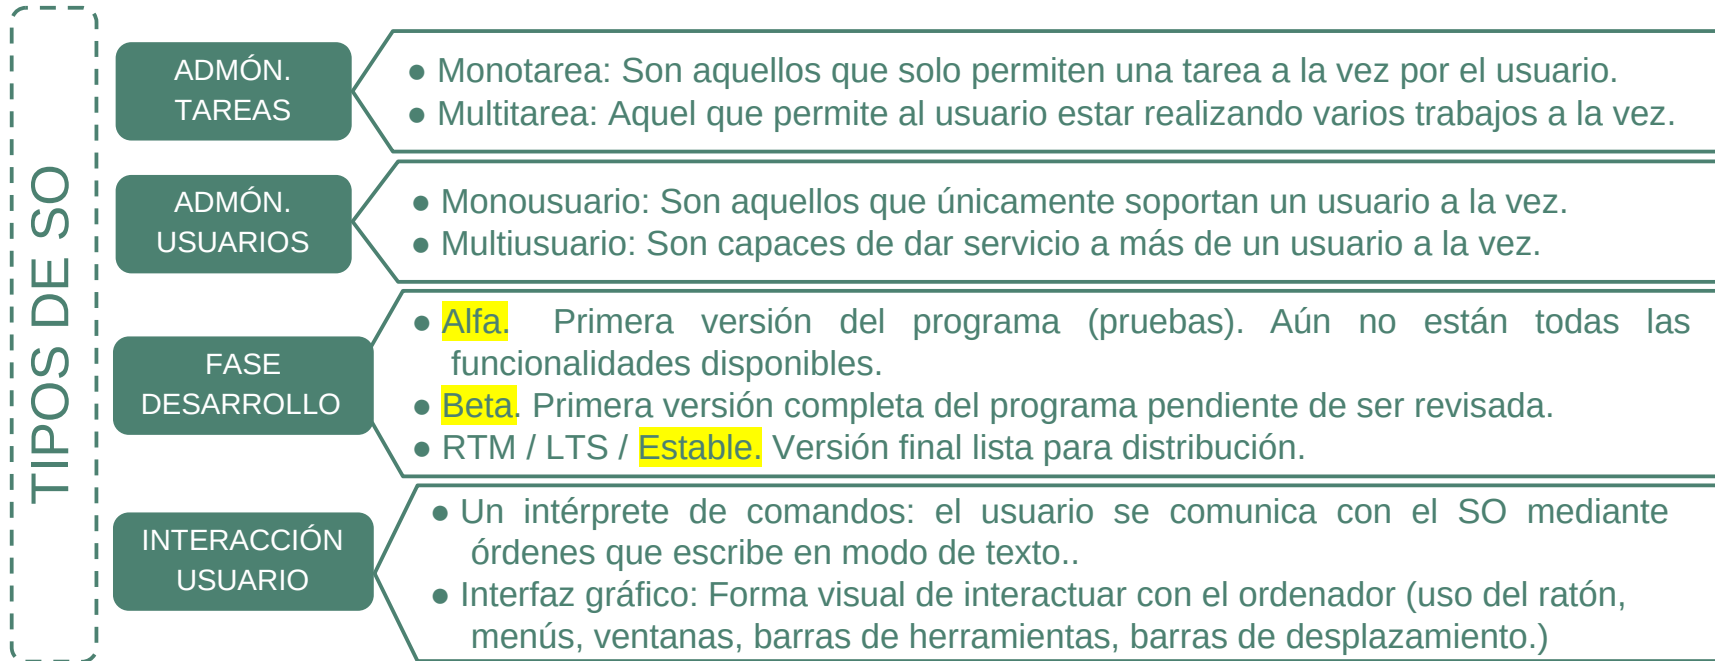 TIPOS DE SO
ADMÓN.
TAREAS
● Monotarea: Son aquellos que solo permiten una tarea a la vez por el usuario.
● Multitarea: Aquel que permite al usuario estar realizando varios trabajos a la vez.
ADMÓN.
USUARIOS
● Monousuario: Son aquellos que únicamente soportan un usuario a la vez.
● Multiusuario: Son capaces de dar servicio a más de un usuario a la vez.
FASE
DESARROLLO
● Alfa. Primera versión del programa (pruebas). Aún no están todas las
funcionalidades disponibles.
● Beta. Primera versión completa del programa pendiente de ser revisada.
● RTM / LTS / Estable. Versión final lista para distribución.
INTERACCIÓN
USUARIO
● Un intérprete de comandos: el usuario se comunica con el SO mediante
órdenes que escribe en modo de texto..
● Interfaz gráfico: Forma visual de interactuar con el ordenador (uso del ratón,
menús, ventanas, barras de herramientas, barras de desplazamiento.)